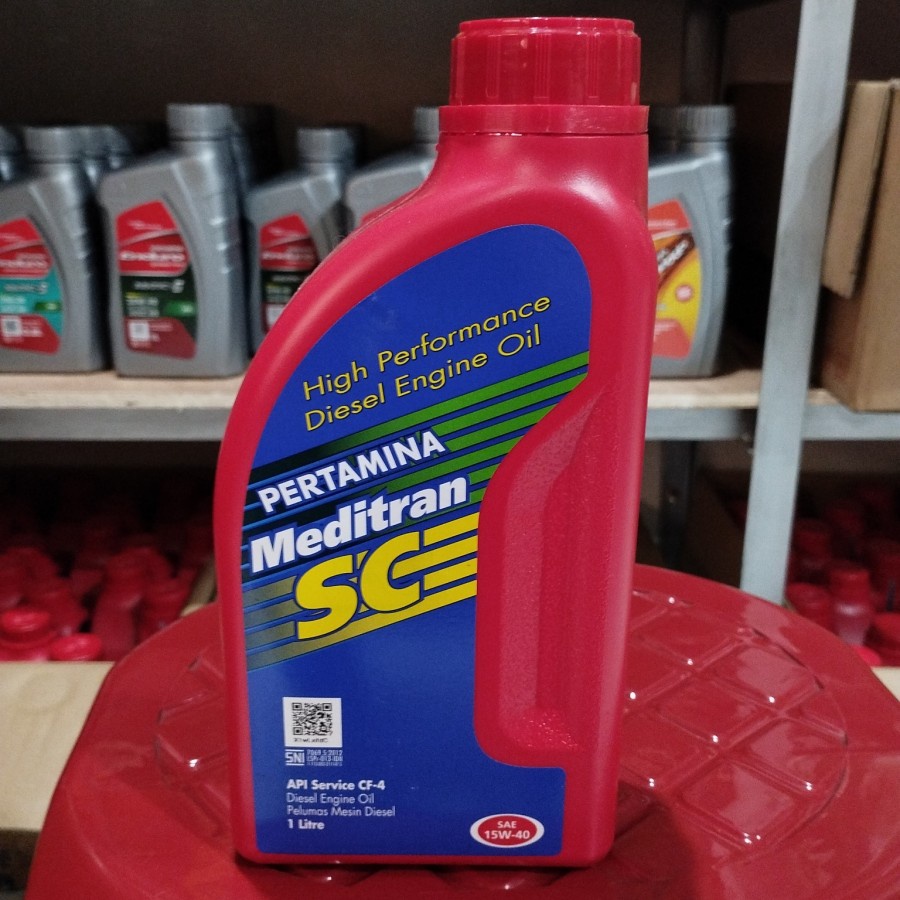 High Performance
Diesel Engine Oil
PERTAMINA
Meditran
SC
SNI
API Service CF-4
Diesel Engine Oil
Pelumas Mesin Diesel
1 Litre
SAE
15W-40